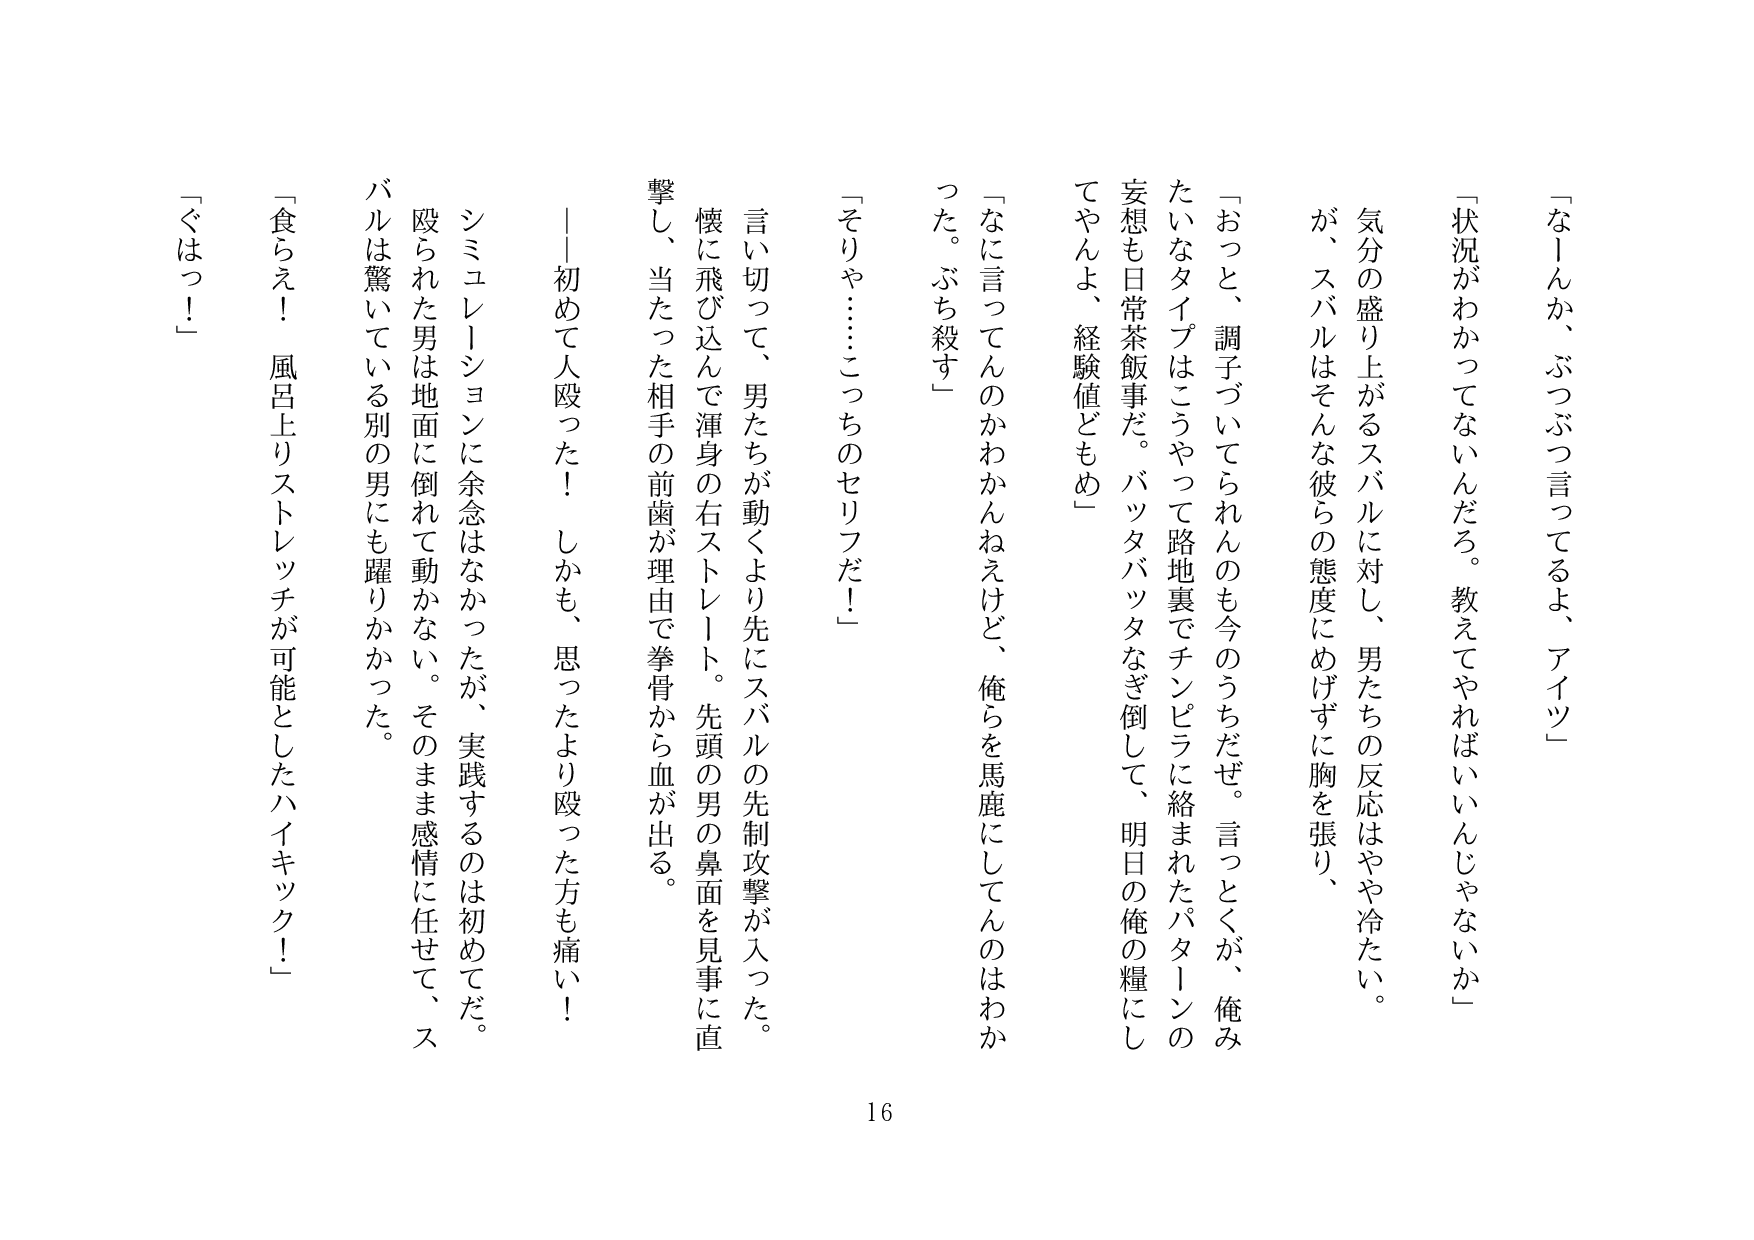 「なーんか、ぶつぶつ言ってるよ、アイツ」
「状況がわかってないんだろ。教えてやればいいんじゃないか」
気分の盛り上がるスバルに対し、男たちの反応はやや冷たい。
が、スバルはそんな彼らの態度にめげずに胸を張り、
「おっと、調子づいてられんのも今のうちだぜ。言っとくが、俺み
たいなタイプはこうやって路地裏でチンピラに絡まれたパターンの
妄想も日常茶飯事だ。バッタバッタなぎ倒して、明日の俺の糧にし
てやんよ、経験値どもめ」
「なに言ってんのかわかんねえけど、俺らを馬鹿にしてんのはわか
った。ぶち殺す」
「そりゃ……こっちのセリフだ！」
言い切って、男たちが動くより先にスバルの先制攻撃が入った。
懐に飛び込んで渾身の右ストレート。先頭の男の鼻面を見事に直
撃し、当たった相手の前歯が理由で拳骨から血が出る。
――初めて人殴った！　しかも、思ったより殴った方も痛い！
シミュレーションに余念はなかったが、実践するのは初めてだ。
殴られた男は地面に倒れて動かない。そのまま感情に任せて、ス
バルは驚いている別の男にも躍りかかった。
「食らえ！　風呂上りストレッチが可能としたハイキック！」
「ぐはっ！」
16